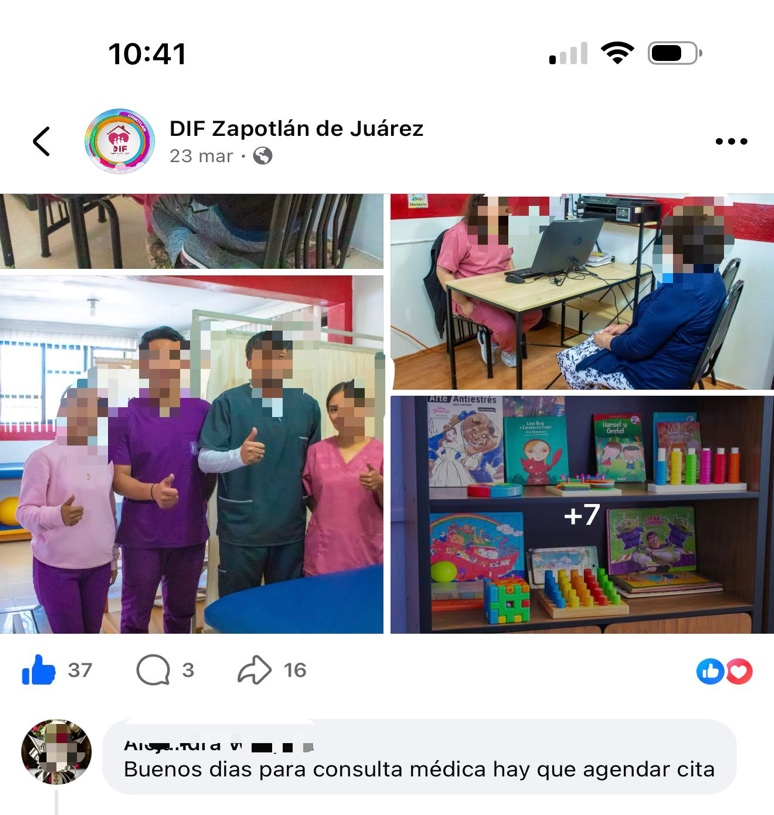 10:41
DIF Zapotlán de Juárez
23 mar
DIF
Arte Antiestrés
Hansel y
Gretel
+7
37
3
16
Buenos dias para consulta médica hay que agendar cita